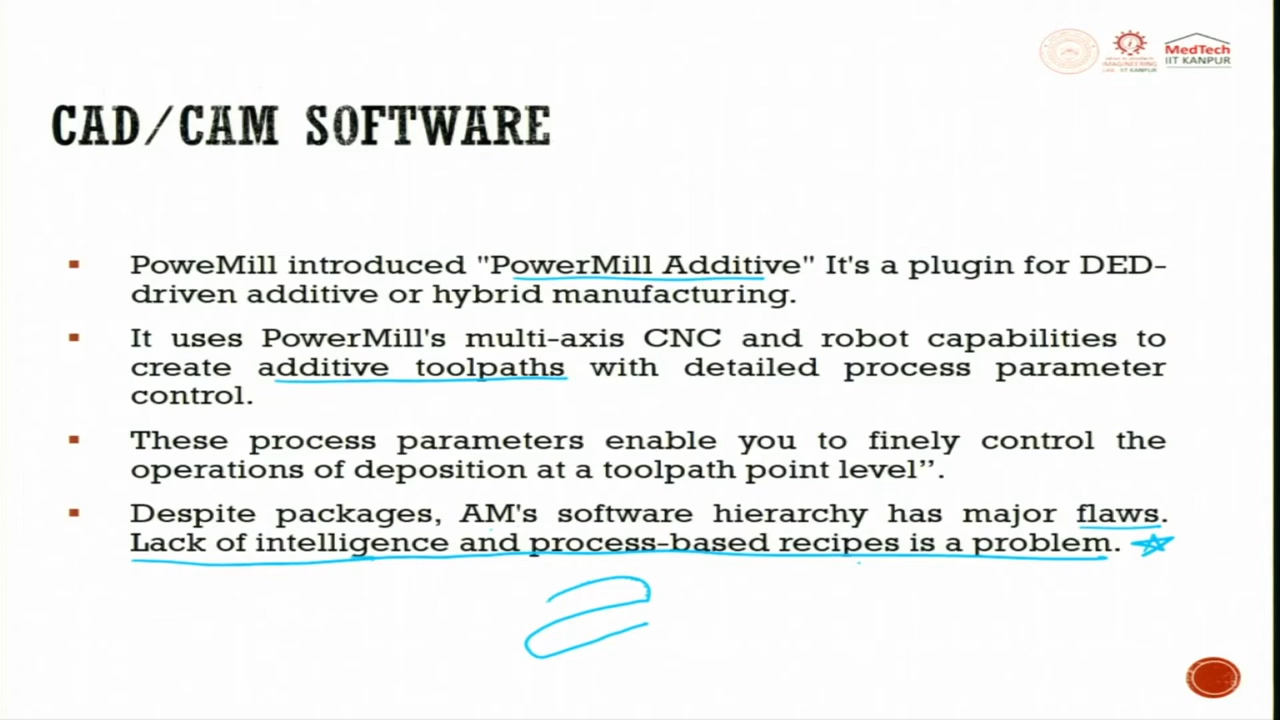 MedTech
IIT KANPUR
CAD/CAM SOFTWARE
▪ PoweMill introduced "PowerMill Additive" It's a plugin for DED-
driven additive or hybrid manufacturing.
▪ It uses PowerMill's multi-axis CNC and robot capabilities to
create additive toolpaths with detailed process parameter
control.
▪ These process parameters enable you to finely control the
operations of deposition at a toolpath point level”.
▪ Despite packages, AM's software hierarchy has major flaws.
Lack of intelligence and process-based recipes is a problem.